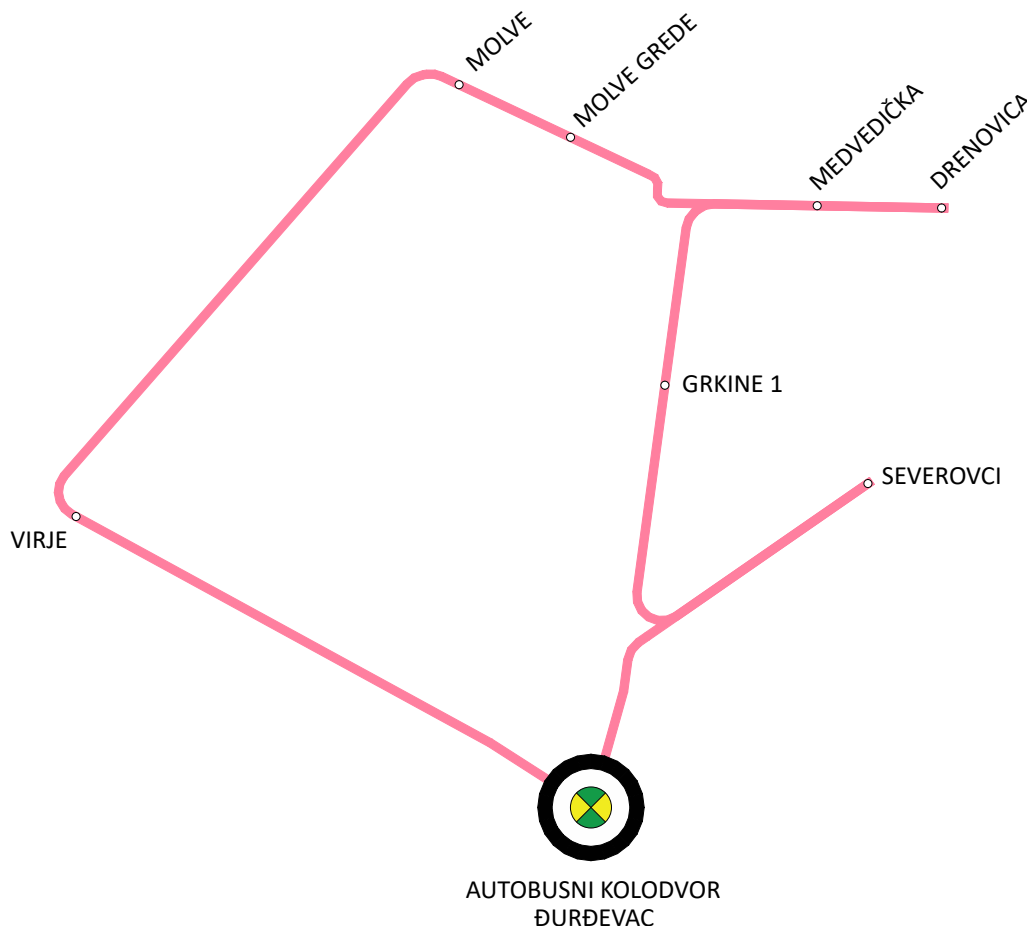 MOLVE
MOLVE GREDE
MEDVEDIČKA
DRENOVICA
GRKINE 1
SEVEROVCI
VIRJE
AUTOBUSNI KOLODVOR
ĐURĐEVAC